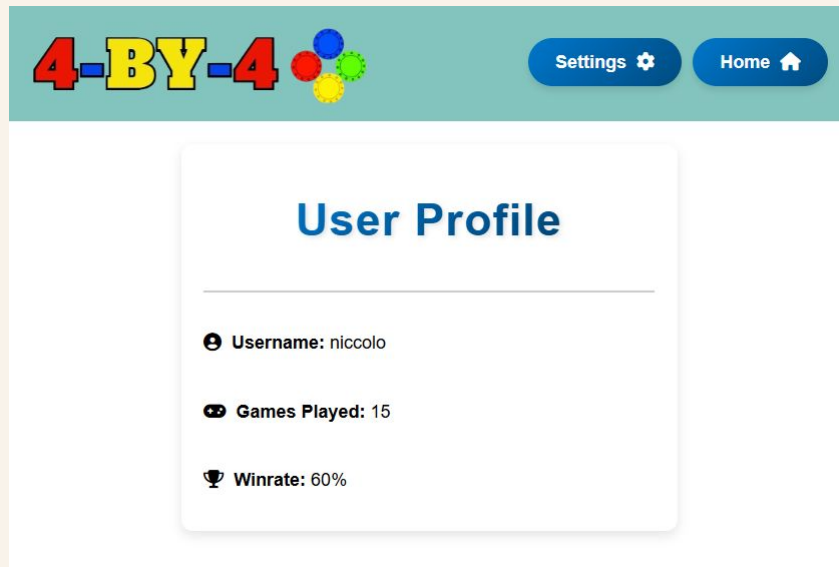 4-BY-4
Settings
Home
User Profile
Username: niccolo
Games Played: 15
Winrate: 60%